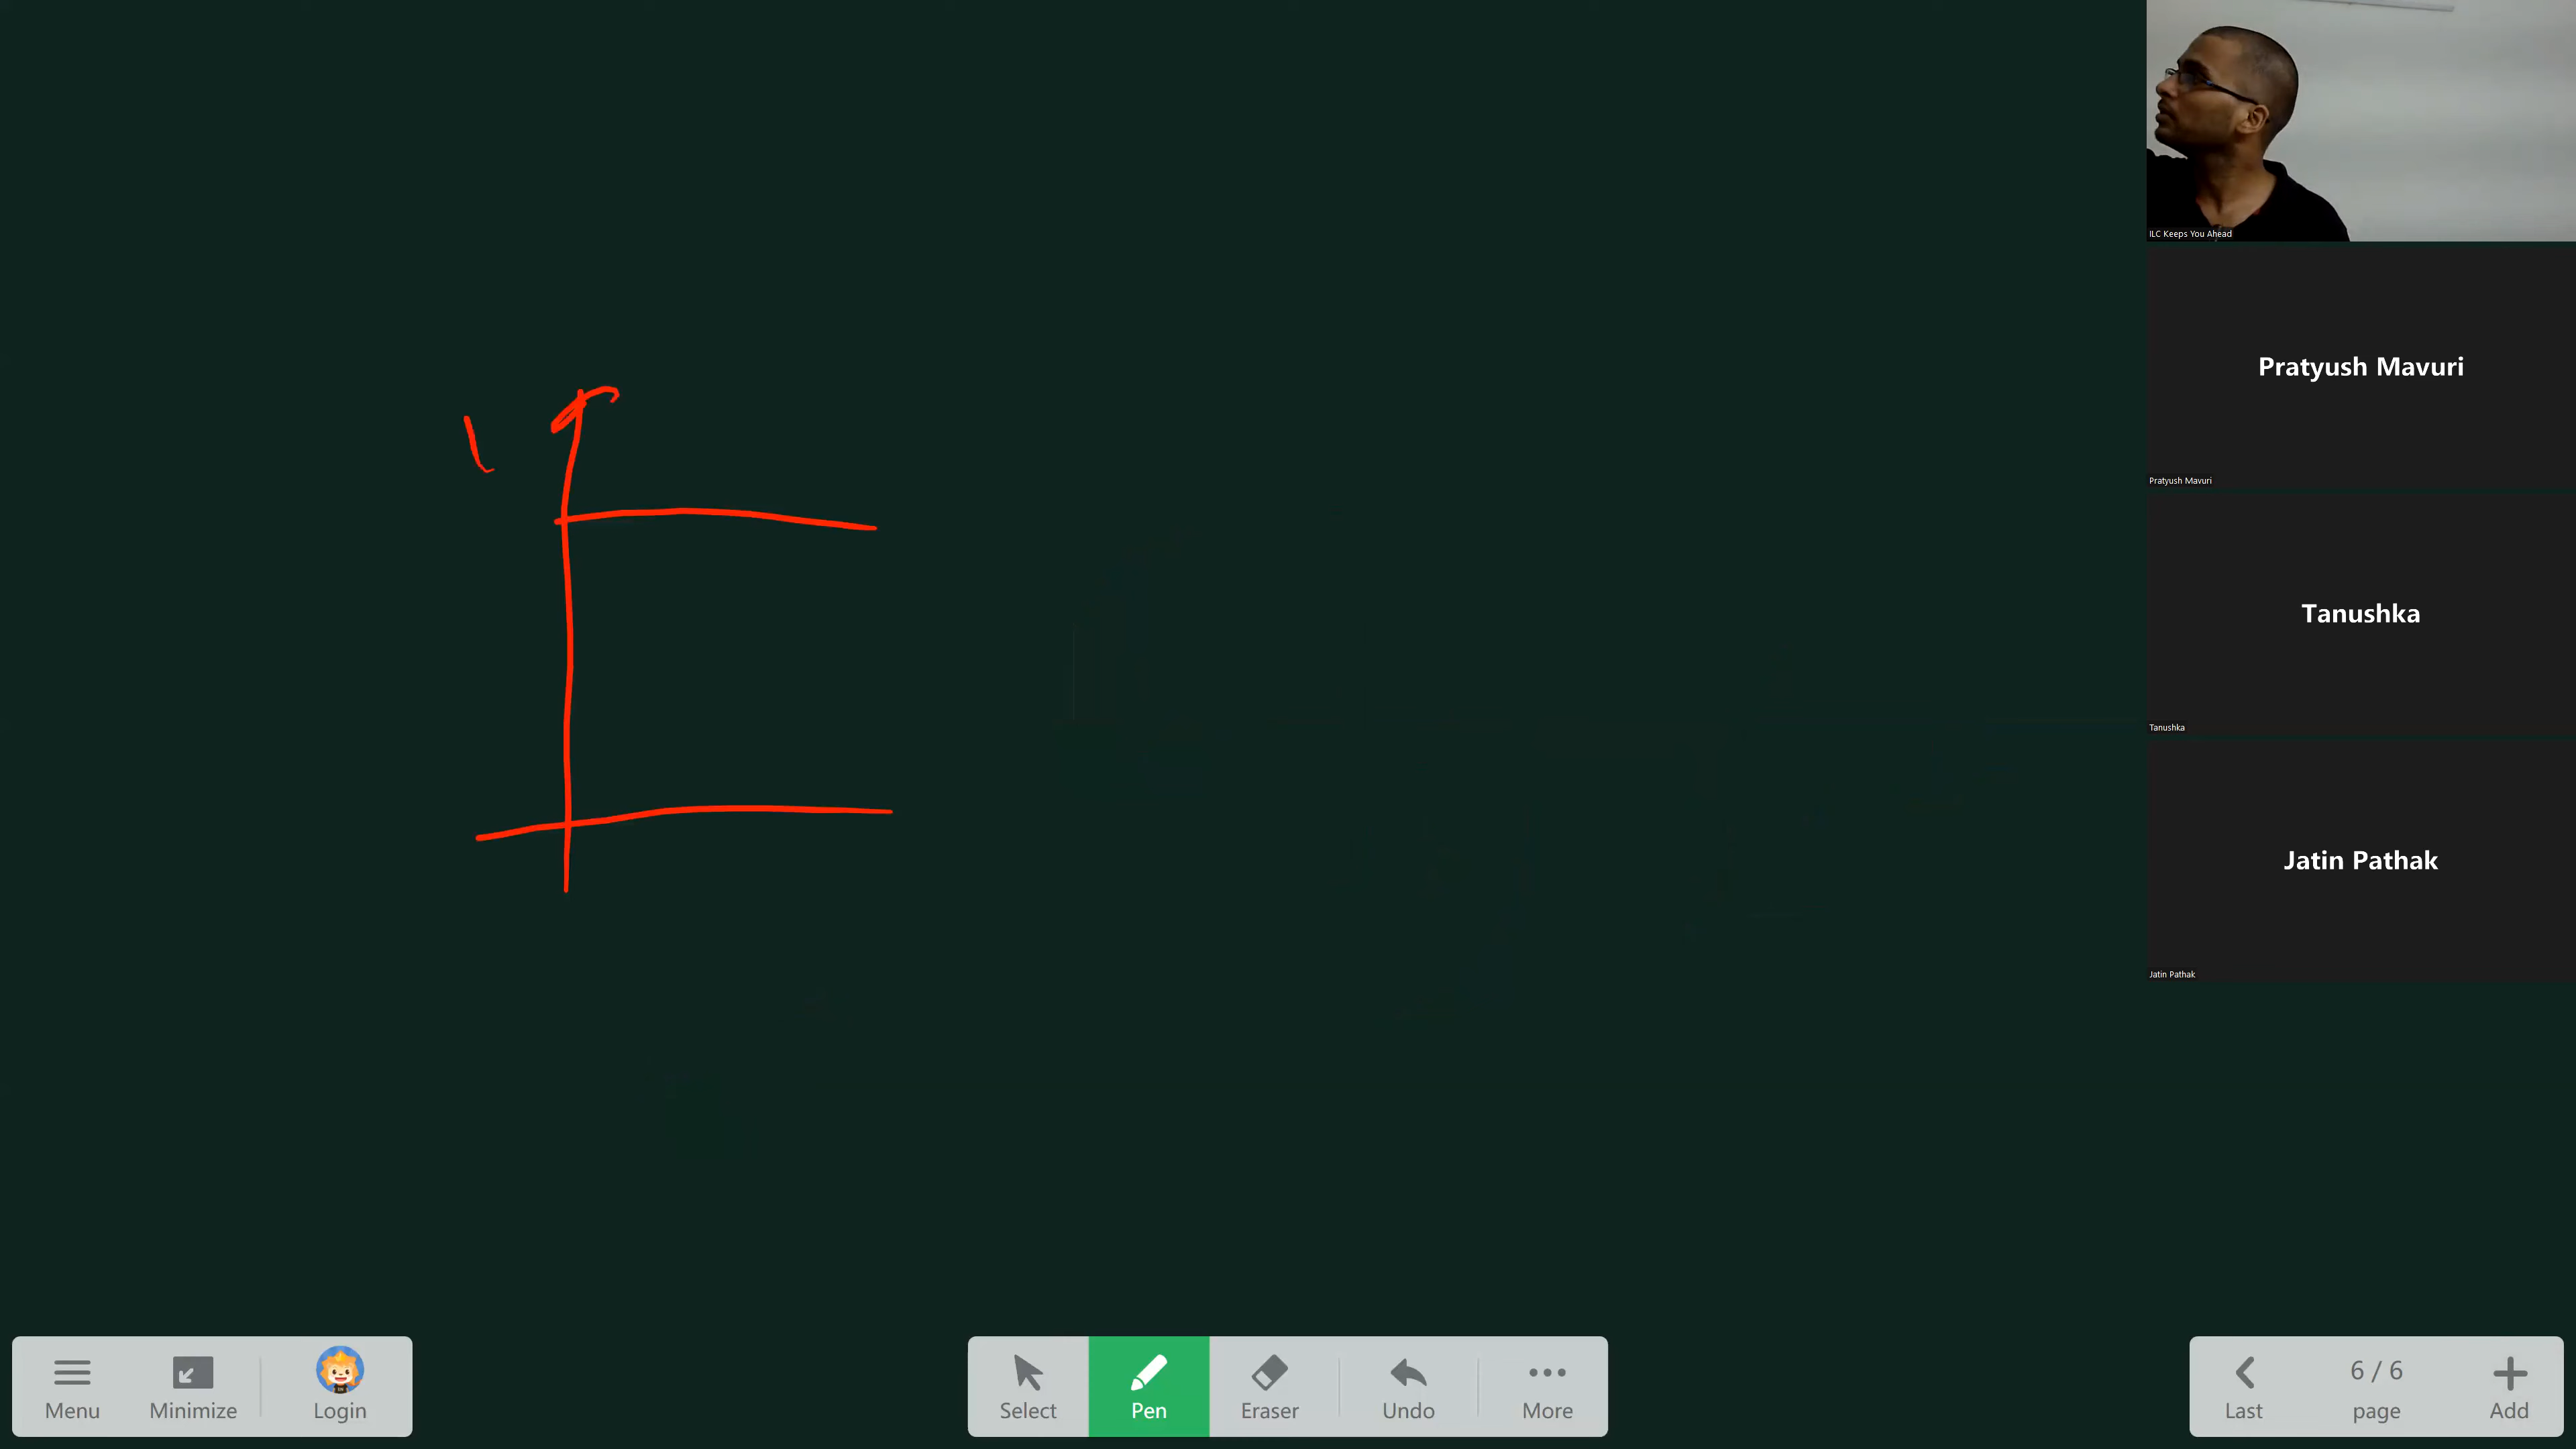 ILC Keeps You Ahead
Pratyush Mavuri
Pratyush Mavuri
Tanushka
Tanushka
Jatin Pathak
Jatin Pathak
Menu
Minimize
Login
Select
Pen
Eraser
Undo
More
Last
6 / 6
page
Add